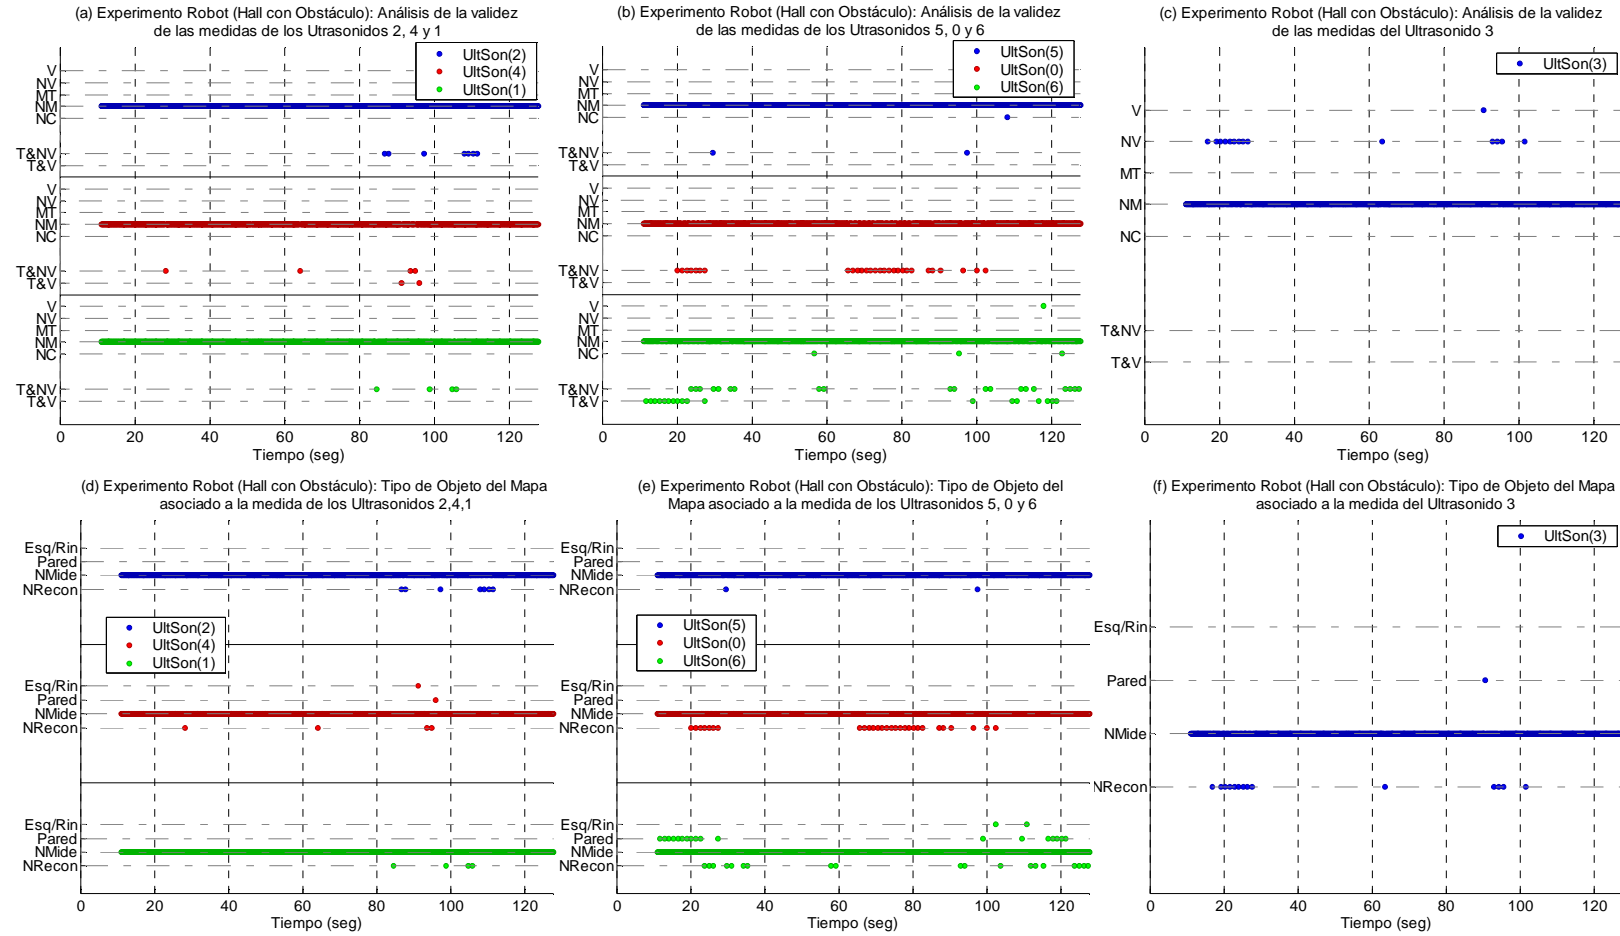 (a) Experimento Robot (Hall con Obstáculo): Análisis de la validez
de las medidas de los Utrasonidos 2, 4 y 1
UltSon(2)
UltSon(4)
UltSon(1)
V
NV
MT
NM
NC
T&NV
T&V
V
NV
MT
NM
NC
T&NV
T&V
V
NV
MT
NM
NC
T&NV
T&V
0 20 40 60 80 100 120
Tiempo (seg)
(b) Experimento Robot (Hall con Obstáculo): Análisis de la validez
de las medidas de los Ultrasonidos 5, 0 y 6
UltSon(5)
UltSon(0)
UltSon(6)
V
NV
MT
NM
NC
T&NV
T&V
V
NV
MT
NM
NC
T&NV
T&V
V
NV
MT
NM
NC
T&NV
T&V
0 20 40 60 80 100 120
Tiempo (seg)
(c) Experimento Robot (Hall con Obstáculo): Análisis de la validez
de las medidas del Ultrasonido 3
UltSon(3)
V
NV
MT
NM
NC
T&NV
T&V
0 20 40 60 80 100 120
Tiempo (seg)
(d) Experimento Robot (Hall con Obstáculo): Tipo de Objeto del Mapa
asociado a la medida de los Ultrasonidos 2,4,1
Esq/Rin
Pared
NMide
NRecon
UltSon(2)
UltSon(4)
UltSon(1)
Esq/Rin
Pared
NMide
NRecon
Esq/Rin
Pared
NMide
NRecon
0 20 40 60 80 100 120
Tiempo (seg)
(e) Experimento Robot (Hall con Obstáculo): Tipo de Objeto del
Mapa asociado a la medida de los Ultrasonidos 5, 0 y 6
Esq/Rin
Pared
NMide
NRecon
UltSon(5)
UltSon(0)
UltSon(6)
Esq/Rin
Pared
NMide
NRecon
Esq/Rin
Pared
NMide
NRecon
0 20 40 60 80 100 120
Tiempo (seg)
(f) Experimento Robot (Hall con Obstáculo): Tipo de Objeto del Mapa
asociado a la medida del Ultrasonido 3
UltSon(3)
Esq/Rin
Pared
NMide
NRecon
0 20 40 60 80 100 120
Tiempo (seg)